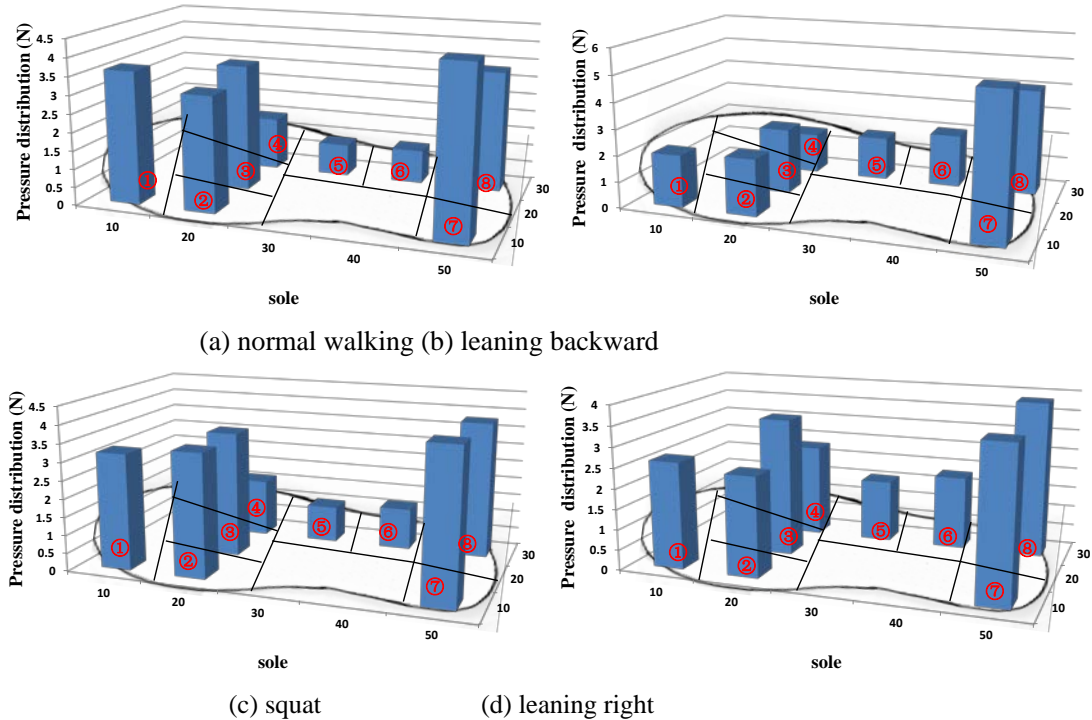 Pressure distribution (N)
4.5
4
3.5
3
2.5
2
1.5
1
0.5
0
① ② ③ ④ ⑤ ⑥ ⑦ ⑧
10 20 30 40 50
10 20 30
sole
Pressure distribution (N)
6
5
4
3
2
1
0
① ② ③ ④ ⑤ ⑥ ⑦ ⑧
10 20 30 40 50
10 20 30
sole
(a) normal walking (b) leaning backward
Pressure distribution (N)
4.5
4
3.5
3
2.5
2
1.5
1
0.5
0
① ② ③ ④ ⑤ ⑥ ⑦ ⑧
10 20 30 40 50
10 20 30
sole
Pressure distribution (N)
4
3.5
3
2.5
2
1.5
1
0.5
0
① ② ③ ④ ⑤ ⑥ ⑦ ⑧
10 20 30 40 50
10 20 30
sole
(c) squat (d) leaning right